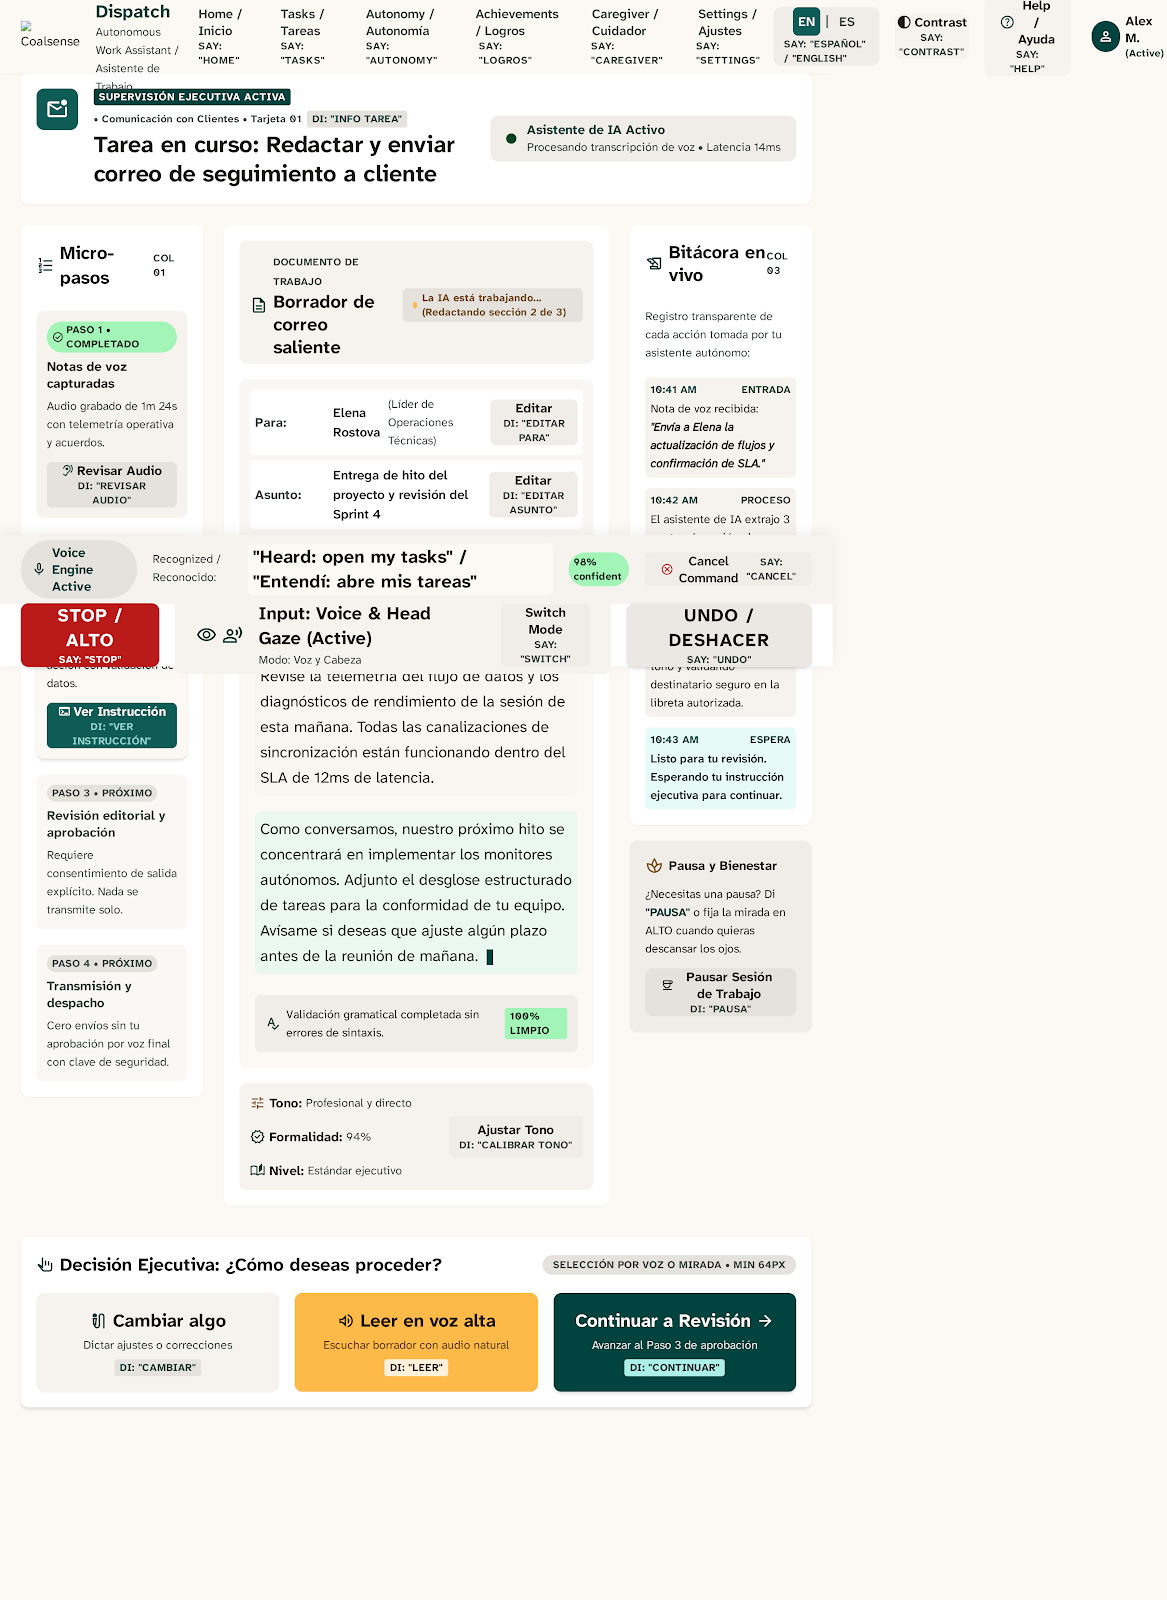 Coalsense
Dispatch
Autonomous
Work Assistant /
Asistente de
Trabajo
Home /
Inicio
SAY:
"HOME"
Tasks /
Tareas
SAY:
"TASKS"
Autonomy /
Autonomía
SAY:
"AUTONOMY"
Achievements
/ Logros
SAY:
"LOGROS"
Caregiver /
Cuidador
SAY:
"CAREGIVER"
Settings /
Ajustes
SAY:
"SETTINGS"
EN | ES
SAY: "ESPAÑOL"
/ "ENGLISH"
Contrast
SAY:
"CONTRAST"
Help
/
Ayuda
SAY:
"HELP"
Alex
M.
(Active)
SUPERVISIÓN EJECUTIVA ACTIVA
• Comunicación con Clientes • Tarjeta 01 DI: "INFO TAREA"
Tarea en curso: Redactar y enviar
correo de seguimiento a cliente
Asistente de IA Activo
Procesando transcripción de voz • Latencia 14ms
Micro-
pasos
COL
01
PASO 1 •
COMPLETADO
Notas de voz
capturadas
Audio grabado de 1m 24s
con telemetría operativa
y acuerdos.
Revisar Audio
DI: "REVISAR
AUDIO"
DOCUMENTO DE
TRABAJO
Borrador de
correo
saliente
La IA está trabajando...
(Redactando sección 2 de 3)
Para:
Elena
Rostova
(Líder de
Operaciones
Técnicas)
Editar
DI: "EDITAR
PARA"
Asunto:
Entrega de hito del
proyecto y revisión del
Sprint 4
Editar
DI: "EDITAR
ASUNTO"
Bitácora en
vivo
COL
03
Registro transparente de
cada acción tomada por tu
asistente autónomo:
10:41 AM ENTRADA
Nota de voz recibida:
"Envía a Elena la
actualización de flujos y
confirmación de SLA."
10:42 AM PROCESO
El asistente de IA extrajo 3
Voice
Engine
Active
Recognized /
Reconocido:
"Heard: open my tasks" /
"Entendí: abre mis tareas"
98%
confident
Cancel
Command
SAY:
"CANCEL"
STOP /
ALTO
SAY: "STOP"
Input: Voice & Head
Gaze (Active)
Modo: Voz y Cabeza
Switch
Mode
SAY:
"SWITCH"
UNDO /
DESHACER
SAY: "UNDO"
acción con validación de
datos.
Ver Instrucción
DI: "VER
INSTRUCCIÓN"
PASO 3 • PRÓXIMO
Revisión editorial y
aprobación
Requiere
consentimiento de salida
explícito. Nada se
transmite solo.
PASO 4 • PRÓXIMO
Transmisión y
despacho
Cero envíos sin tu
aprobación por voz final
con clave de seguridad.
Revise la telemetría del flujo de datos y los
diagnósticos de rendimiento de la sesión de
esta mañana. Todas las canalizaciones de
sincronización están funcionando dentro del
SLA de 12ms de latencia.
Como conversamos, nuestro próximo hito se
concentrará en implementar los monitores
autónomos. Adjunto el desglose estructurado
de tareas para la conformidad de tu equipo.
Avísame si deseas que ajuste algún plazo
antes de la reunión de mañana.
Validación gramatical completada sin
errores de sintaxis.
100%
LIMPIO
Tono: Profesional y directo
Formalidad: 94%
Nivel: Estándar ejecutivo
Ajustar Tono
DI: "CALIBRAR TONO"
tono y validando
destinatario seguro en la
libreta autorizada.
10:43 AM ESPERA
Listo para tu revisión.
Esperando tu instrucción
ejecutiva para continuar.
Pausa y Bienestar
¿Necesitas una pausa? Di
"PAUSA" o fija la mirada en
ALTO cuando quieras
descansar los ojos.
Pausar Sesión
de Trabajo
DI: "PAUSA"
Decisión Ejecutiva: ¿Cómo deseas proceder?
SELECCIÓN POR VOZ O MIRADA • MIN 64PX
Cambiar algo
Dictar ajustes o correcciones
DI: "CAMBIAR"
Leer en voz alta
Escuchar borrador con audio natural
DI: "LEER"
Continuar a Revisión →
Avanzar al Paso 3 de aprobación
DI: "CONTINUAR"